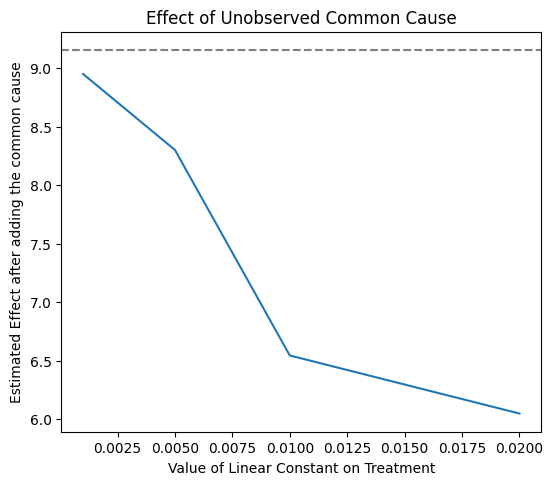 Effect of Unobserved Common Cause
Estimated Effect after adding the common cause
9.0
8.5
8.0
7.5
7.0
6.5
6.0
0.0025 0.0050 0.0075 0.0100 0.0125 0.0150 0.0175 0.0200
Value of Linear Constant on Treatment